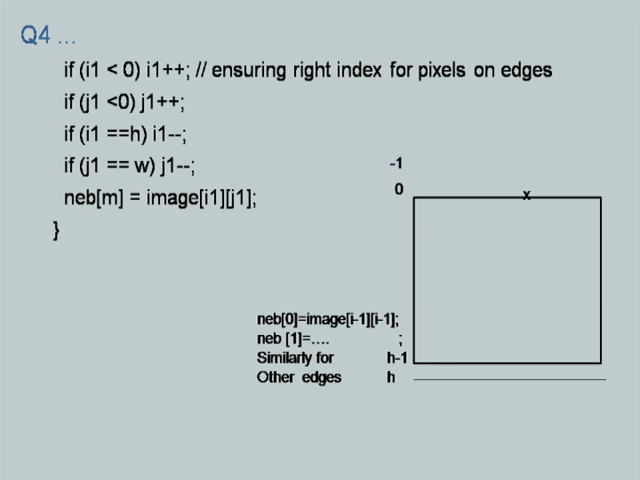 Q4 ...
if (i1 < 0) i1++; // ensuring right index for pixels on edges
if (j1 <0) j1++;
if (i1 ==h) i1--;
if (j1 == w) j1--;
neb[m] = image[i1][j1];
}
-1
0
x
neb[0]=image[i-1][i-1];
neb [1]=.... ;
Similarly for h-1
Other edges h